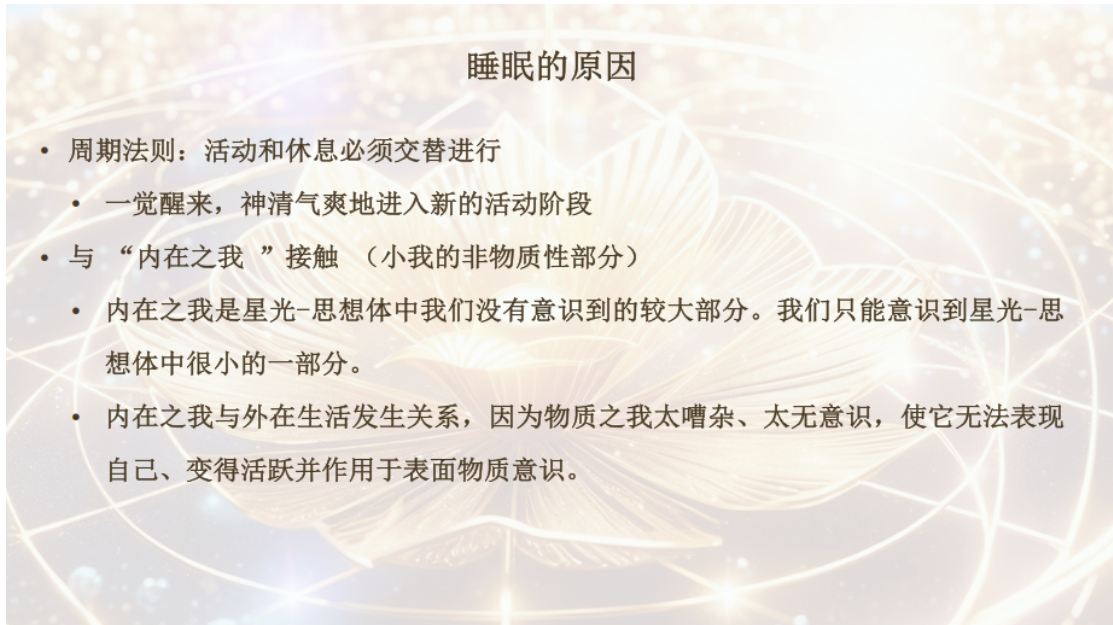 睡眠的原因
• 周期法则：活动和休息必须交替进行
• 一觉醒来，神清气爽地进入新的活动阶段
• 与 “内在之我 ”接触 （小我的非物质性部分）
• 内在之我是星光-思想体中我们没有意识到的较大部分。我们只能意识到星光-思
想体中很小的一部分。
• 内在之我与外在生活发生关系，因为物质之我太嘈杂、太无意识，使它无法表现
自己、变得活跃并作用于表面物质意识。